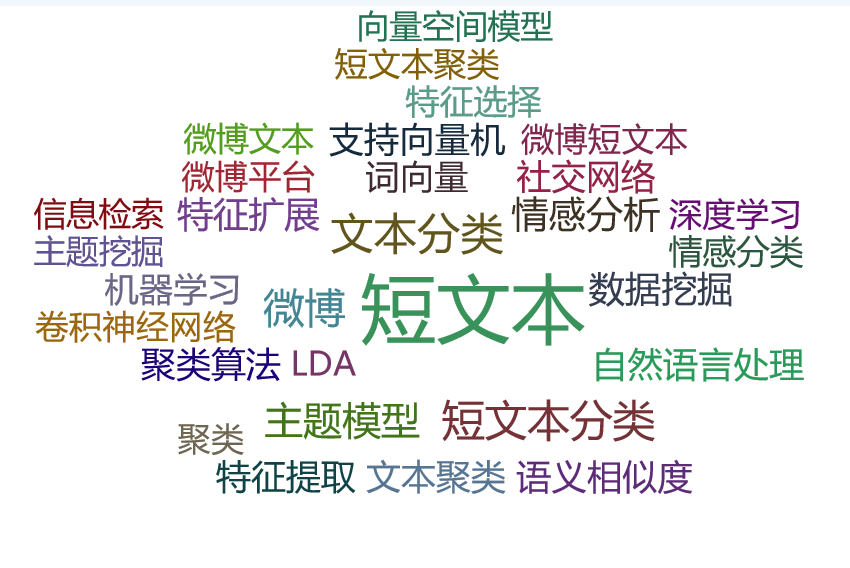 向量空间模型
短文本聚类
特征选择
微博文本 支持向量机 微博短文本
微博平台 词向量 社交网络
信息检索 特征扩展 文本分类 情感分析 深度学习
主题挖掘 情感分类
机器学习 微博 短文本 数据挖掘
卷积神经网络
聚类算法 LDA 自然语言处理
聚类 主题模型 短文本分类
特征提取 文本聚类 语义相似度